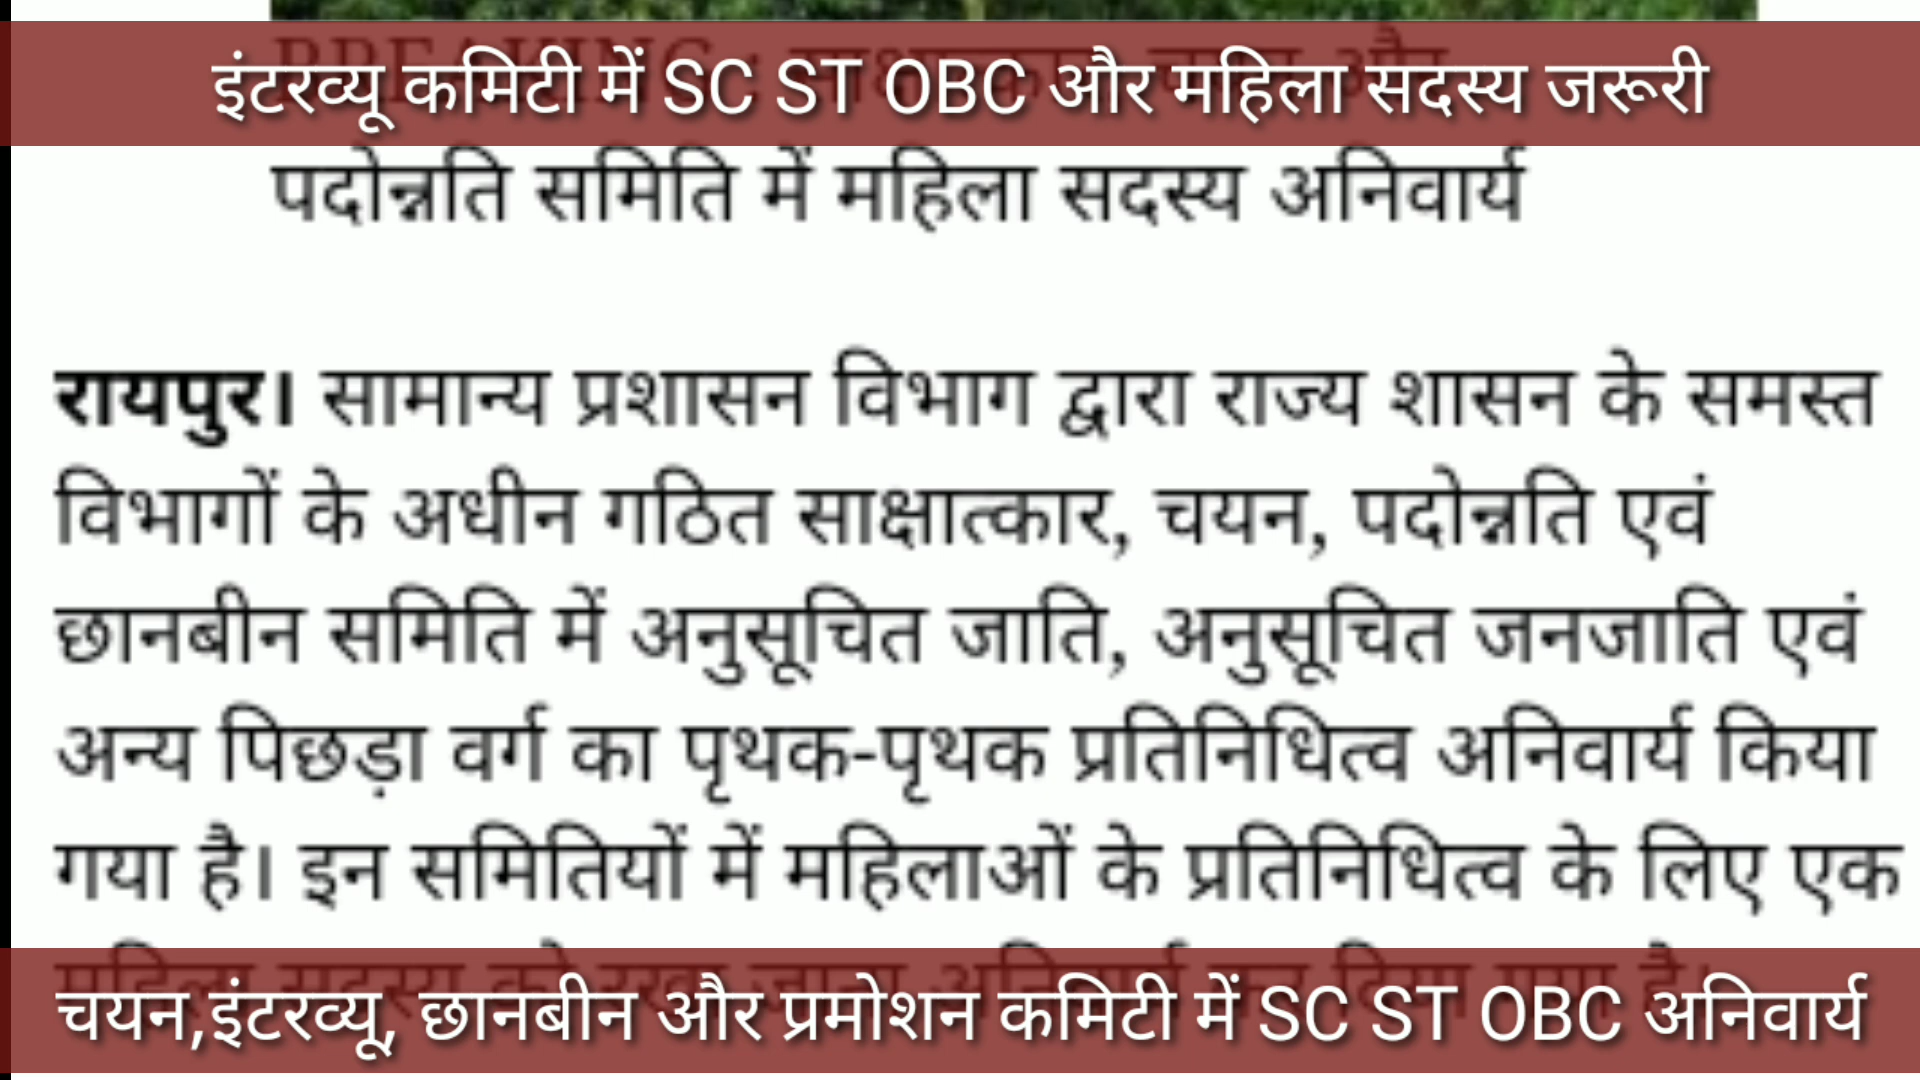 इंटरव्यू कमिटी में SC ST OBC और महिला सदस्य जरूरी
पदोन्नति समिति में महिला सदस्य अनिवार्य
रायपुर। सामान्य प्रशासन विभाग द्वारा राज्य शासन के समस्त
विभागों के अधीन गठित साक्षात्कार, चयन, पदोन्नति एवं
छानबीन समिति में अनुसूचित जाति, अनुसूचित जनजाति एवं
अन्य पिछड़ा वर्ग का पृथक-पृथक प्रतिनिधित्व अनिवार्य किया
गया है। इन समितियों में महिलाओं के प्रतिनिधित्व के लिए एक
चयन,इंटरव्यू, छानबीन और प्रमोशन कमिटी में SC ST OBC अनिवार्य